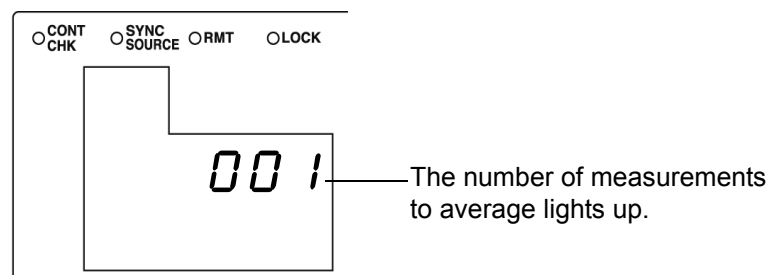 CONT CHK SYNC SOURCE RMT LOCK
001
The number of measurements
to average lights up.